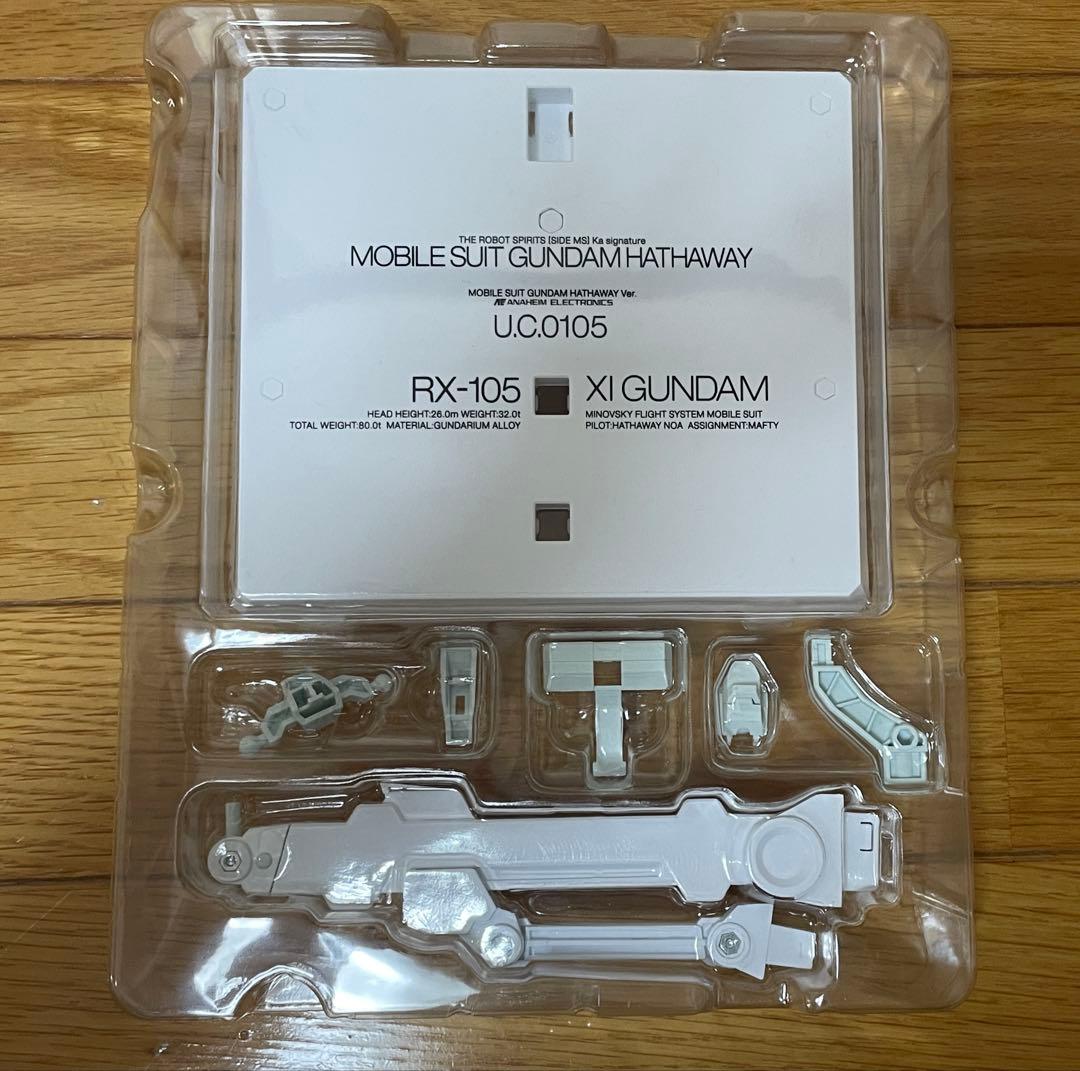 THE ROBOT SPIRITS [SIDE MS] Ka signature
MOBILE SUIT GUNDAM HATHAWAY
MOBILE SUIT GUNDAM HATHAWAY Ver.
AE ANAHEIM ELECTRONICS
U.C.0105
RX-105
HEAD HEIGHT:26.0m WEIGHT:32.0t
TOTAL WEIGHT:80.0t MATERIAL:GUNDARIUM ALLOY
XI GUNDAM
MINOVSKY FLIGHT SYSTEM MOBILE SUIT
PILOT:HATHAWAY NOA ASSIGNMENT:MAFTY